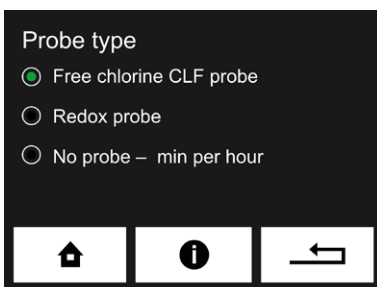 Probe type
Free chlorine CLF probe
Redox probe
No probe – min per hour